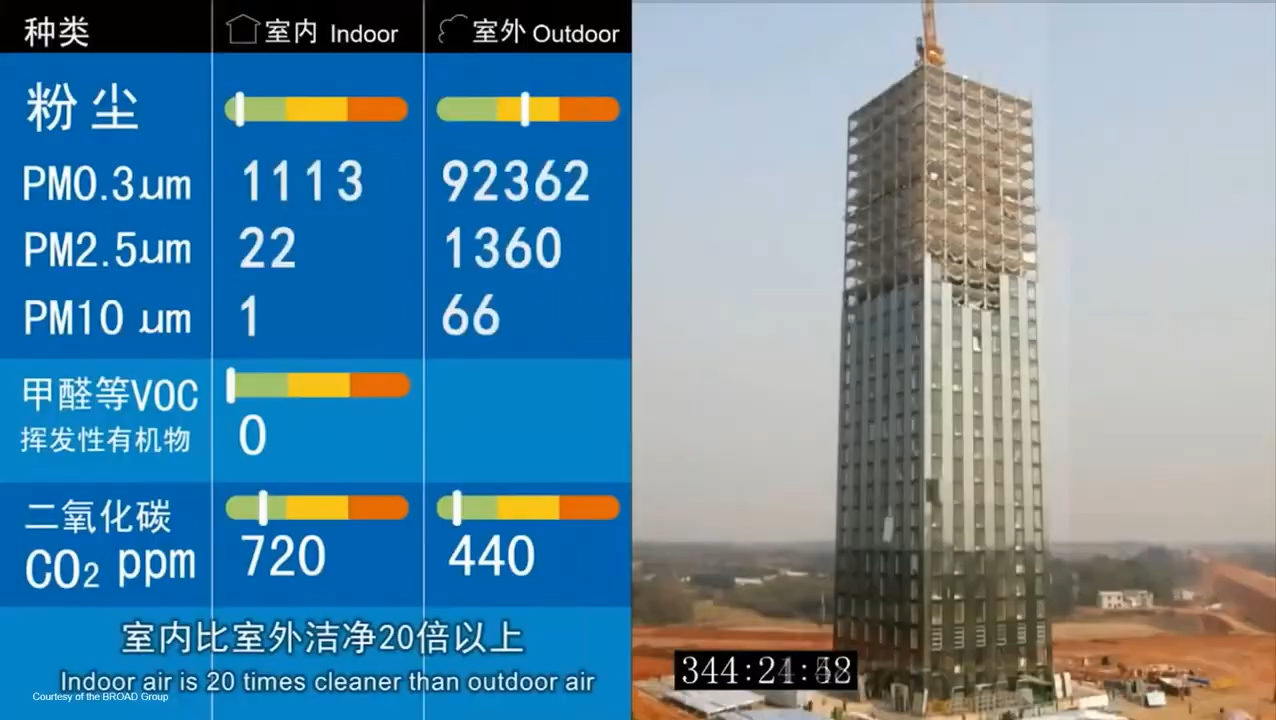 种类 室内 Indoor 室外 Outdoor
粉尘
PM0.3um 1113 92362
PM2.5um 22 1360
PM10 um 1 66
甲醛等VOC
挥发性有机物 0
二氧化碳
CO₂ ppm 720 440
室内比室外洁净20倍以上
Indoor air is 20 times cleaner than outdoor air
Courtesy of the BROAD Group